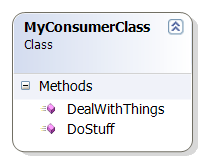 MyConsumerClass
Class
Methods
DealWithThings
DoStuff